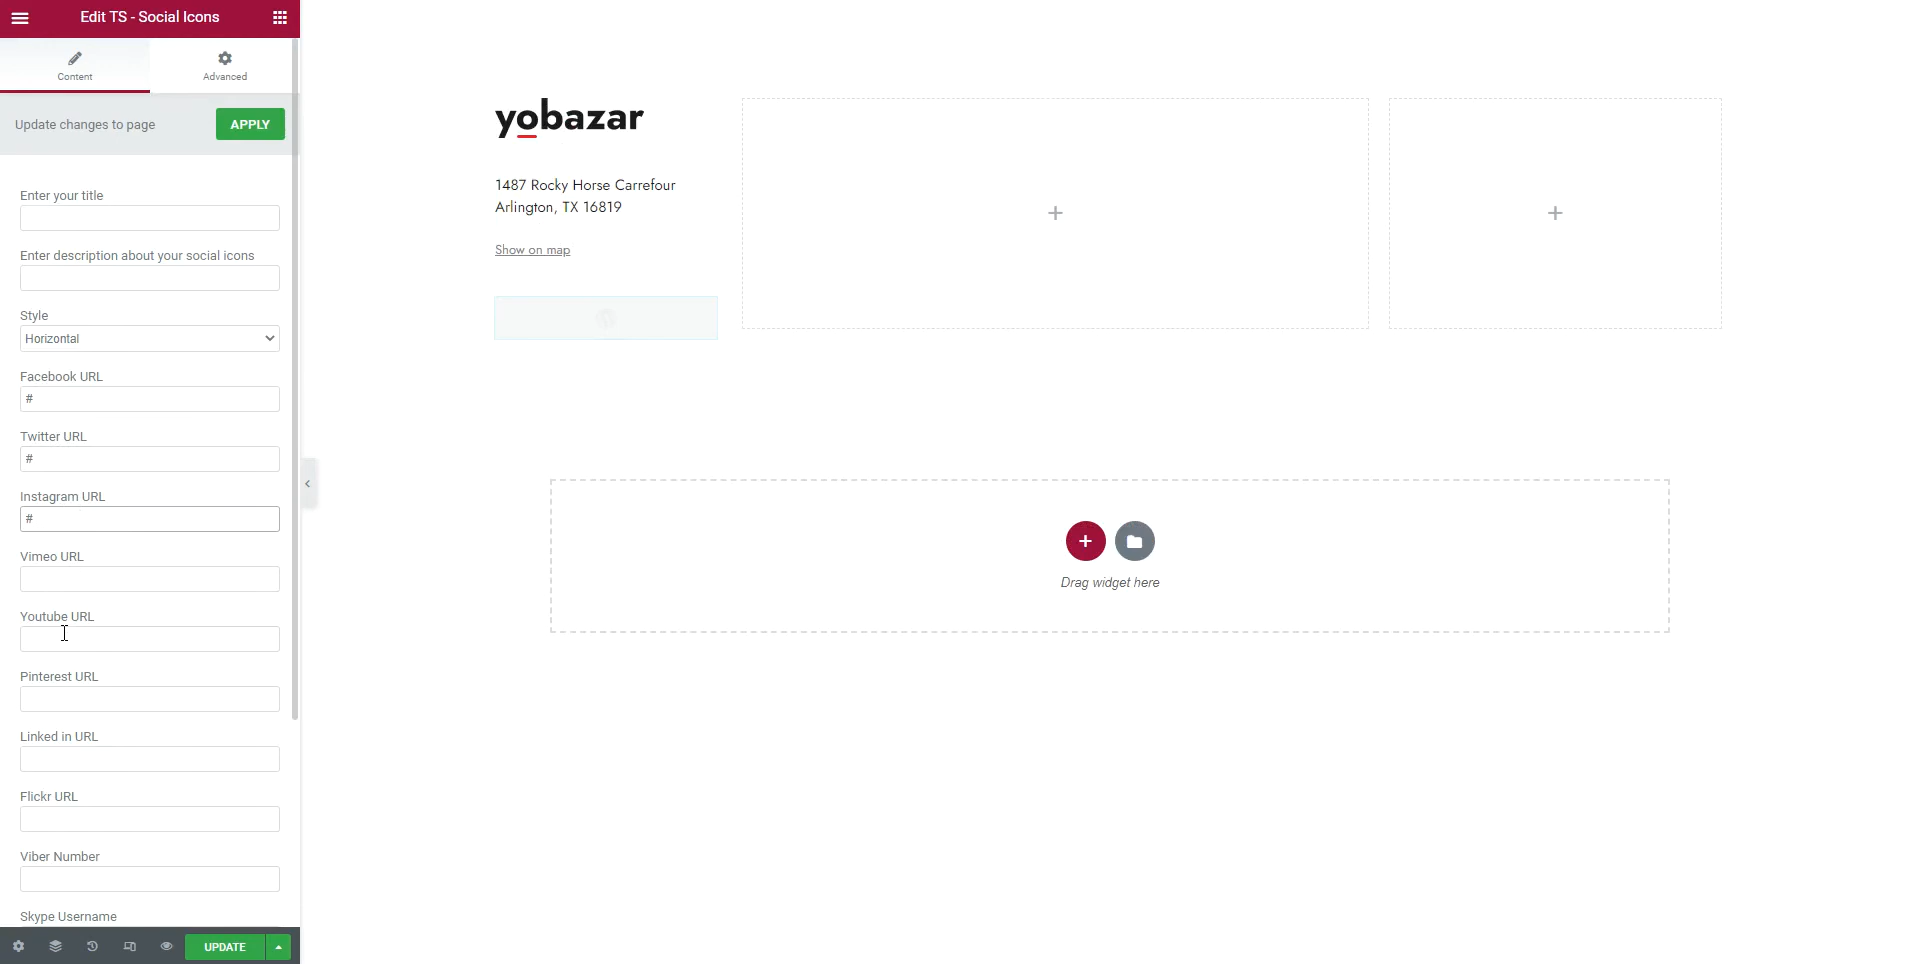 Edit TS - Social Icons
Content
Advanced
Update changes to page
APPLY
Enter your title
Enter description about your social icons
Style
Horizontal
Facebook URL
#
Twitter URL
#
Instagram URL
#
Vimeo URL
Youtube URL
Pinterest URL
Linked in URL
Flickr URL
Viber Number
Skype Username
UPDATE
yobazar
1487 Rocky Horse Carrefour
Arlington, TX 16819
Show on map
Drag widget here